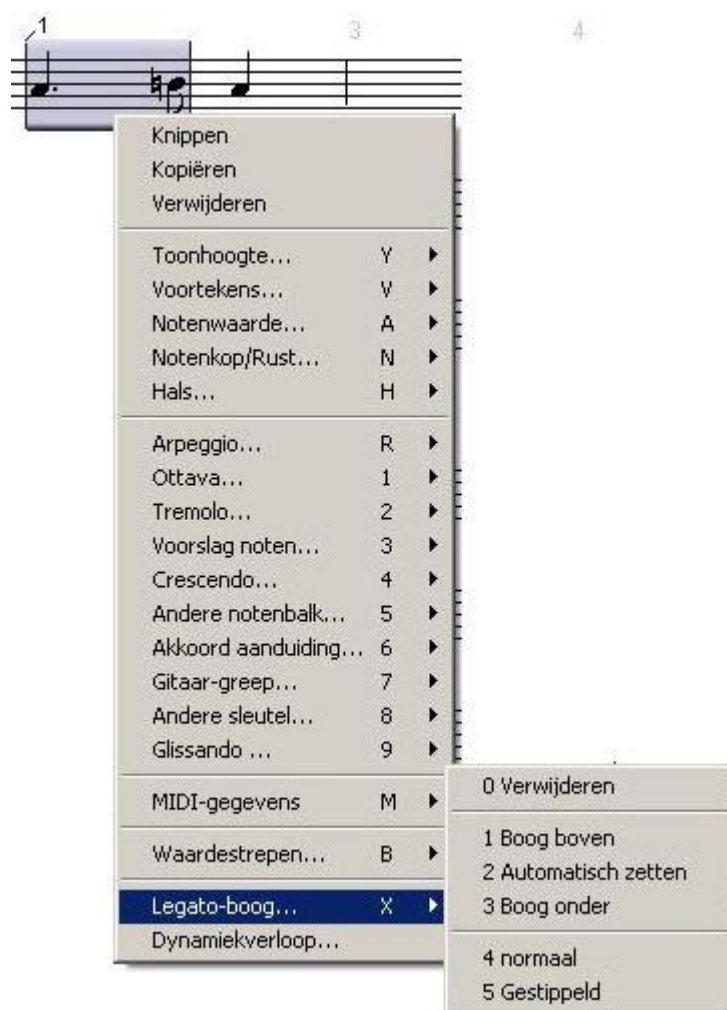 1 3 4
Knippen
Kopiëren
Verwijderen
Toonhoogte... Y
Voortekens... V
Notenwaarde... A
Notenkop/Rust... N
Hals... H
Arpeggio... R
Ottava... 1
Tremolo... 2
Voorslag noten... 3
Crescendo... 4
Andere notenbalk... 5
Akkoord aanduiding... 6
Gitaar-greep... 7
Andere sleutel... 8
Glissando ... 9
MIDI-gegevens M
Waardestrepen... B
Legato-boog... X
Dynamiekverloop...
0 Verwijderen
1 Boog boven
2 Automatisch zetten
3 Boog onder
4 normaal
5 Gestippeld